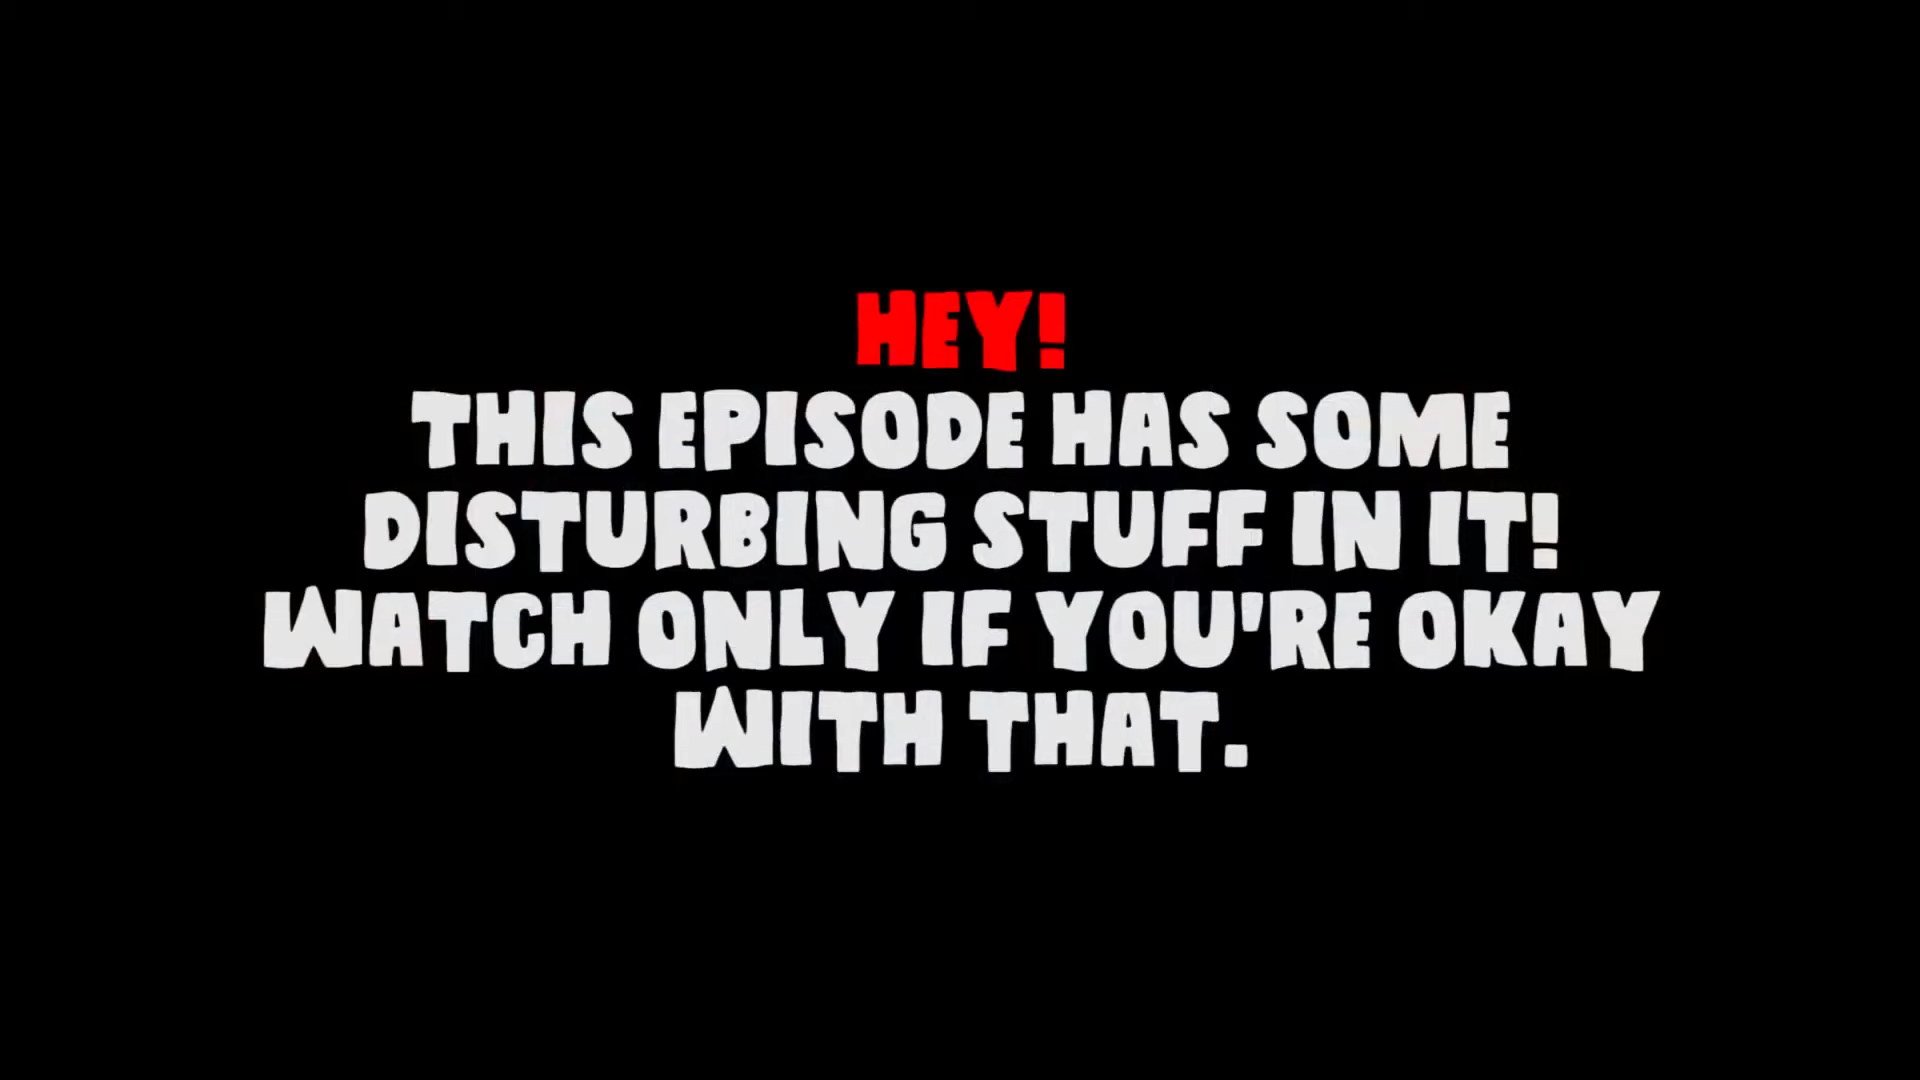 HEY!
THIS EPISODE HAS SOME
DISTURBING STUFF IN IT!
WATCH ONLY IF YOU'RE OKAY
WITH THAT.